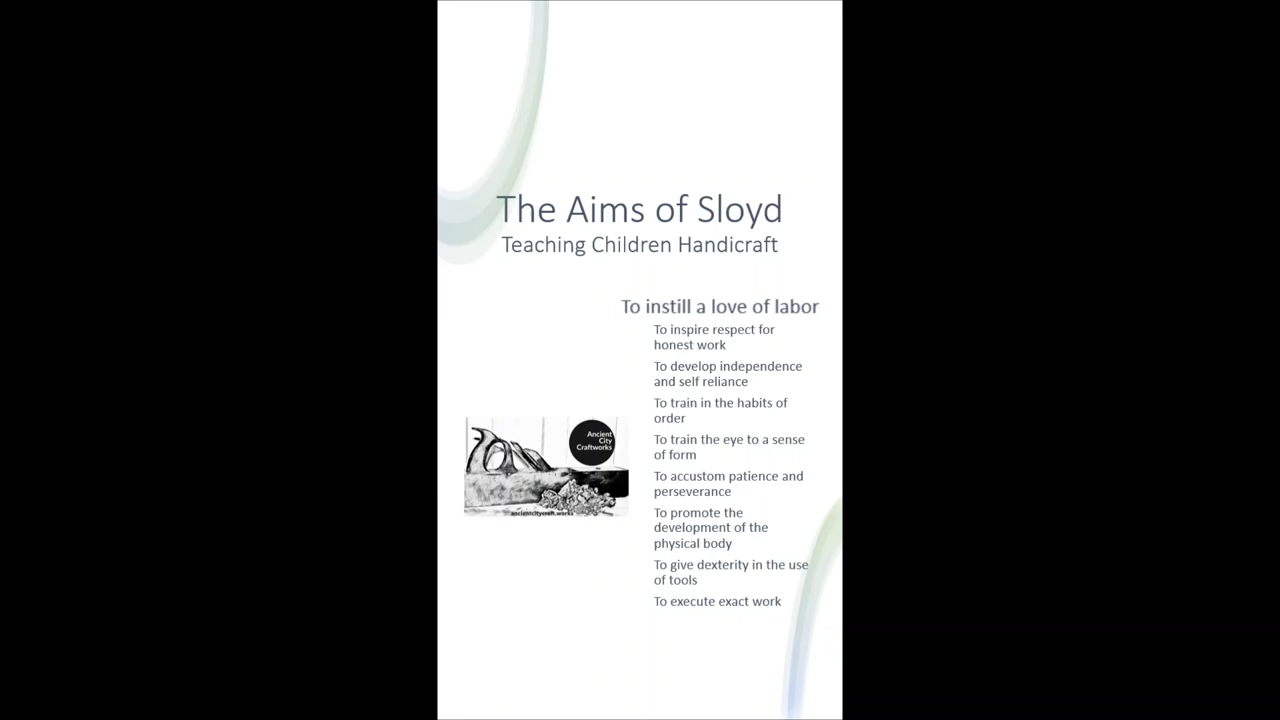 The Aims of Sloyd
Teaching Children Handicraft
To instill a love of labor
To inspire respect for
honest work
To develop independence
and self reliance
To train in the habits of
order
To train the eye to a sense
of form
To accustom patience and
perseverance
To promote the
development of the
physical body
To give dexterity in the use
of tools
To execute exact work
Ancient
City
Craftworks
ancientcitycraft.works